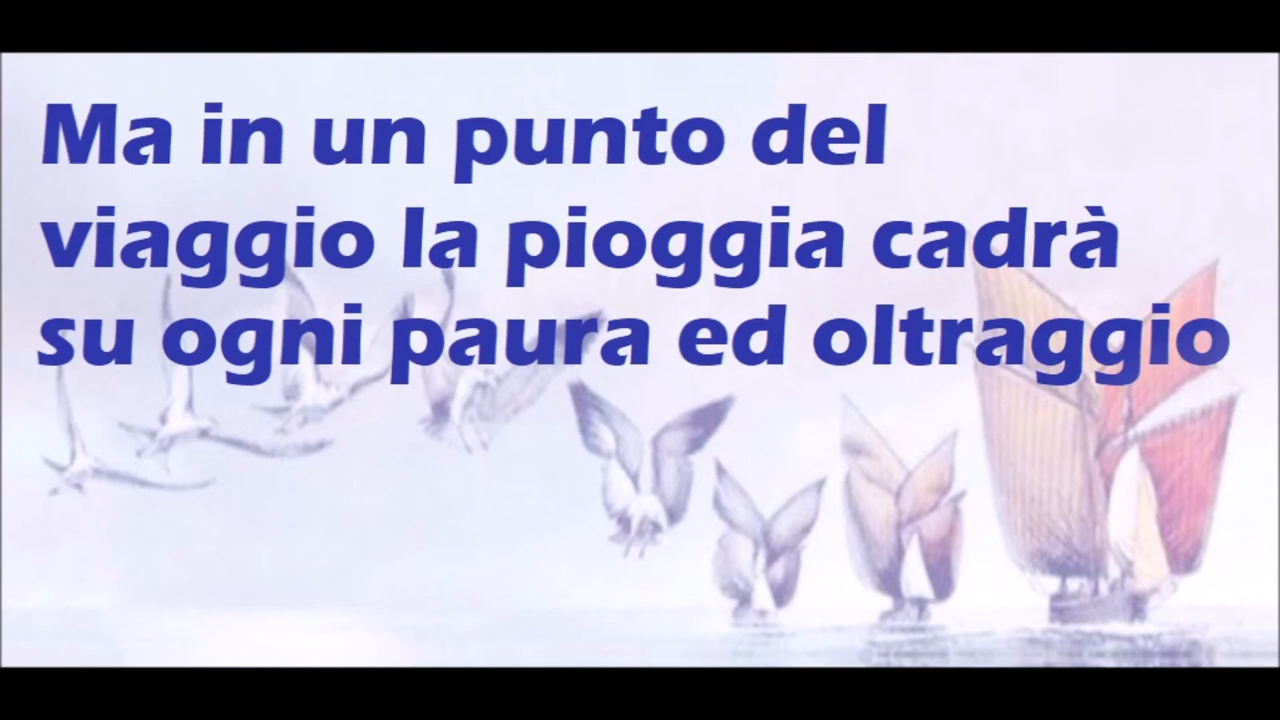 Ma in un punto del
viaggio la pioggia cadrà
su ogni paura ed oltraggio